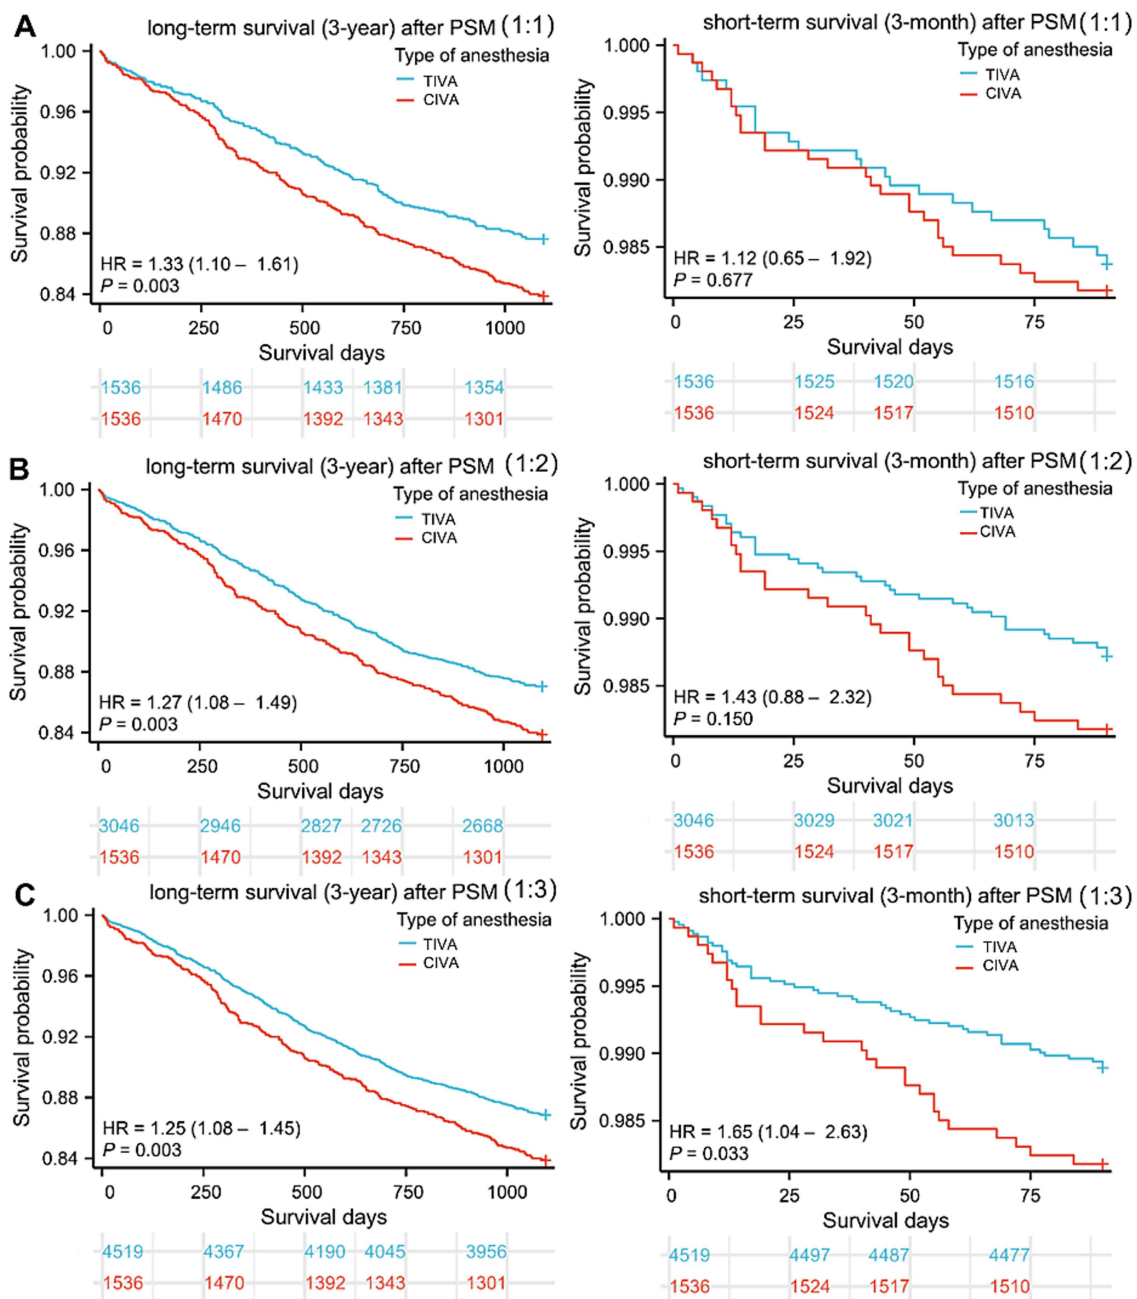 A
long-term survival (3-year) after PSM (1:1)
Type of anesthesia
TIVA
CIVA
Survival probability
1.00
0.96
0.92
0.88
0.84
HR = 1.33 (1.10 – 1.61)
P = 0.003
0 250 500 750 1000
Survival days
1536 1486 1433 1381 1354
1536 1470 1392 1343 1301
short-term survival (3-month) after PSM (1:1)
Type of anesthesia
TIVA
CIVA
Survival probability
1.000
0.995
0.990
0.985
HR = 1.12 (0.65 – 1.92)
P = 0.677
0 25 50 75
Survival days
1536 1525 1520 1516
1536 1524 1517 1510
B
long-term survival (3-year) after PSM (1:2)
Type of anesthesia
TIVA
CIVA
Survival probability
1.00
0.96
0.92
0.88
0.84
HR = 1.27 (1.08 – 1.49)
P = 0.003
0 250 500 750 1000
Survival days
3046 2946 2827 2726 2668
1536 1470 1392 1343 1301
short-term survival (3-month) after PSM (1:2)
Type of anesthesia
TIVA
CIVA
Survival probability
1.000
0.995
0.990
0.985
HR = 1.43 (0.88 – 2.32)
P = 0.150
0 25 50 75
Survival days
3046 3029 3021 3013
1536 1524 1517 1510
C
long-term survival (3-year) after PSM (1:3)
Type of anesthesia
TIVA
CIVA
Survival probability
1.00
0.96
0.92
0.88
0.84
HR = 1.25 (1.08 – 1.45)
P = 0.003
0 250 500 750 1000
Survival days
4519 4367 4190 4045 3956
1536 1470 1392 1343 1301
short-term survival (3-month) after PSM (1:3)
Type of anesthesia
TIVA
CIVA
Survival probability
1.000
0.995
0.990
0.985
HR = 1.65 (1.04 – 2.63)
P = 0.033
0 25 50 75
Survival days
4519 4497 4487 4477
1536 1524 1517 1510